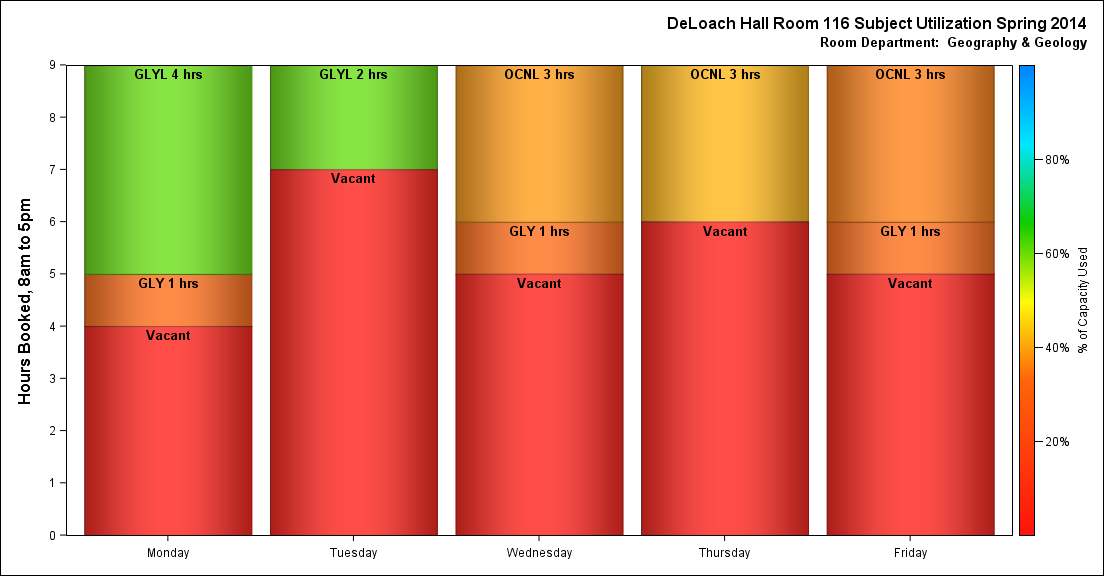 DeLoach Hall Room 116 Subject Utilization Spring 2014
Room Department: Geography & Geology
Hours Booked, 8am to 5pm
9
8
7
6
5
4
3
2
1
0
GLYL 4 hrs
GLY 1 hrs
Vacant
GLYL 2 hrs
Vacant
OCNL 3 hrs
GLY 1 hrs
Vacant
OCNL 3 hrs
Vacant
OCNL 3 hrs
GLY 1 hrs
Vacant
Monday
Tuesday
Wednesday
Thursday
Friday
80%
60%
40%
20%
% of Capacity Used